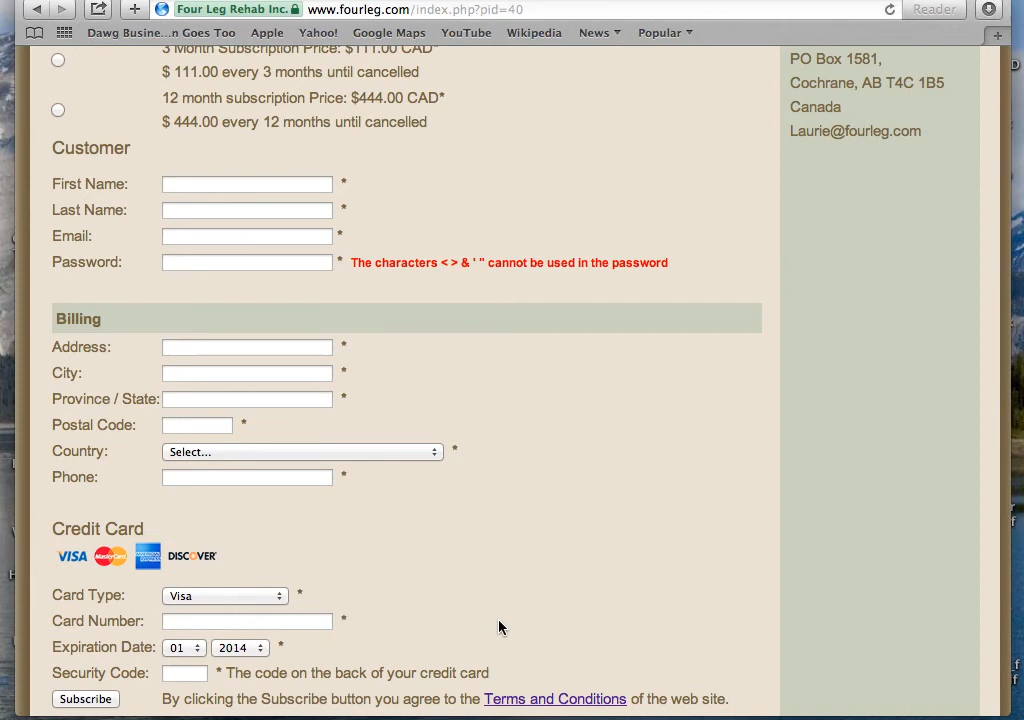 Four Leg Rehab Inc. www.fourleg.com/index.php?pid=40 Reader
Dawg Busine...n Goes Too Apple Yahoo! Google Maps YouTube Wikipedia News Popular
3 Month Subscription Price: $111.00 CAD*
$ 111.00 every 3 months until cancelled
12 month subscription Price: $444.00 CAD*
$ 444.00 every 12 months until cancelled
PO Box 1581,
Cochrane, AB T4C 1B5
Canada
Laurie@fourleg.com
Customer
First Name: *
Last Name: *
Email: *
Password: * The characters < > & ' " cannot be used in the password
Billing
Address: *
City: *
Province / State: *
Postal Code: *
Country: Select... *
Phone: *
Credit Card
VISA MasterCard AMERICAN EXPRESS DISCOVER
Card Type: Visa *
Card Number: *
Expiration Date: 01 2014 *
Security Code: * The code on the back of your credit card
Subscribe By clicking the Subscribe button you agree to the Terms and Conditions of the web site.